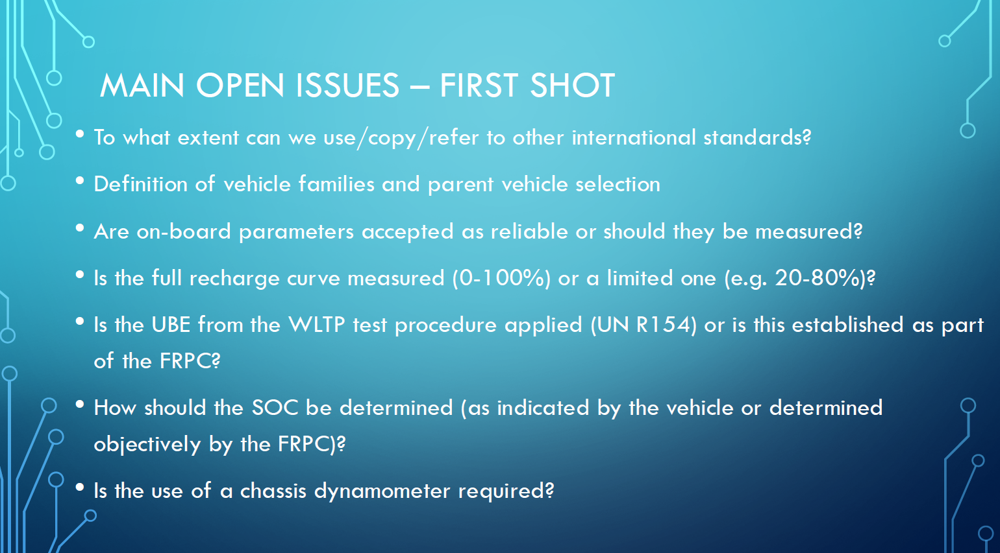 MAIN OPEN ISSUES – FIRST SHOT
• To what extent can we use/copy/refer to other international standards?
• Definition of vehicle families and parent vehicle selection
• Are on-board parameters accepted as reliable or should they be measured?
• Is the full recharge curve measured (0-100%) or a limited one (e.g. 20-80%)?
• Is the UBE from the WLTP test procedure applied (UN R154) or is this established as part
of the FRPC?
• How should the SOC be determined (as indicated by the vehicle or determined
objectively by the FRPC)?
• Is the use of a chassis dynamometer required?